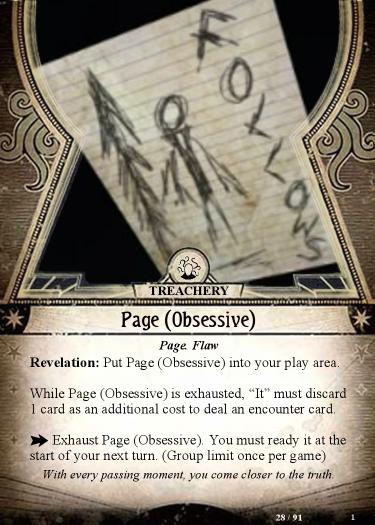 FOLLOWS
TREACHERY
Page (Obsessive)
Page. Flaw
Revelation: Put Page (Obsessive) into your play area.
While Page (Obsessive) is exhausted, “It” must discard
1 card as an additional cost to deal an encounter card.
Exhaust Page (Obsessive). You must ready it at the
start of your next turn. (Group limit once per game)
With every passing moment, you come closer to the truth.
28 / 91 1